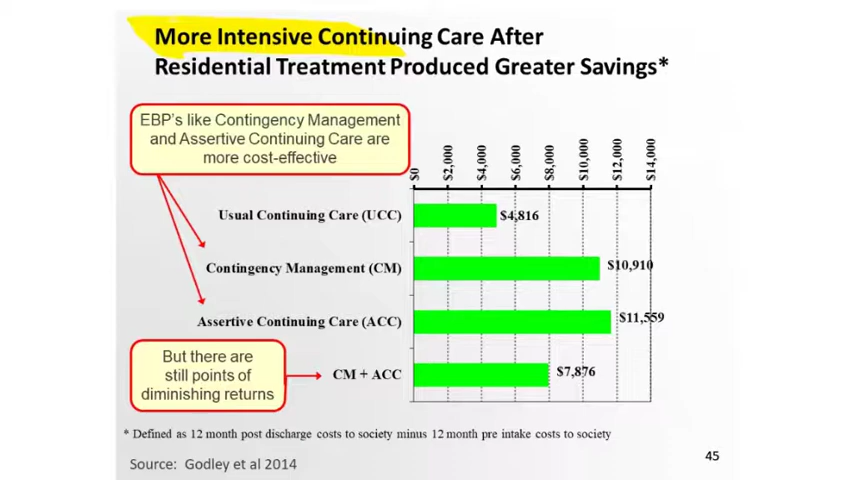 More Intensive Continuing Care After
Residential Treatment Produced Greater Savings*
EBP's like Contingency Management
and Assertive Continuing Care are
more cost-effective
$0
$2,000
$4,000
$6,000
$8,000
$10,000
$12,000
$14,000
Usual Continuing Care (UCC)
$4,816
Contingency Management (CM)
$10,910
Assertive Continuing Care (ACC)
$11,559
But there are
still points of
diminishing returns
CM + ACC
$7,876
* Defined as 12 month post discharge costs to society minus 12 month pre intake costs to society
Source: Godley et al 2014
45